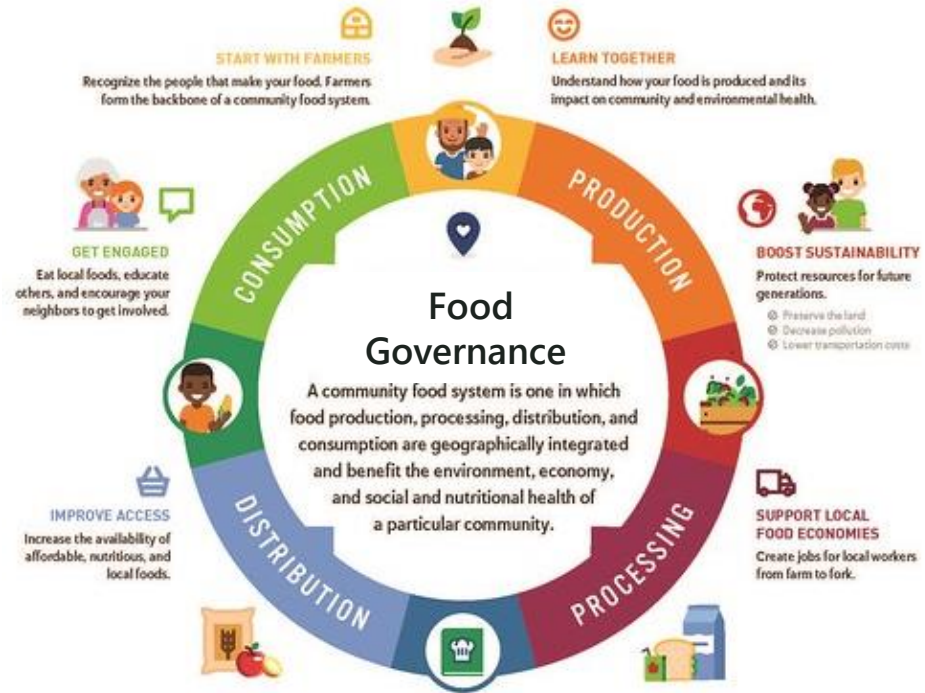 START WITH FARMERS
Recognize the people that make your food. Farmers
form the backbone of a community food system.
LEARN TOGETHER
Understand how your food is produced and its
impact on community and environmental health.
CONSUMPTION
PRODUCTION
GET ENGAGED
Eat local foods, educate
others, and encourage your
neighbors to get involved.
BOOST SUSTAINABILITY
Protect resources for future
generations.
Preserve the land
Decrease pollution
Lower transportation costs
Food
Governance
A community food system is one in which
food production, processing, distribution, and
consumption are geographically integrated
and benefit the environment, economy,
and social and nutritional health of
a particular community.
IMPROVE ACCESS
Increase the availability of
affordable, nutritious, and
local foods.
DISTRIBUTION
PROCESSING
SUPPORT LOCAL
FOOD ECONOMIES
Create jobs for local workers
from farm to fork.